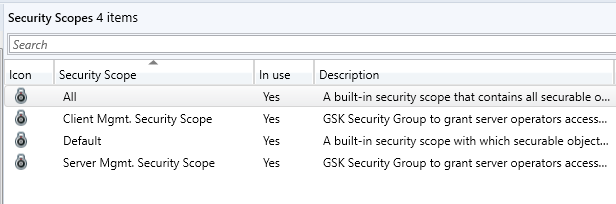 Security Scopes 4 items
Search
Icon Security Scope In use Description
All Yes A built-in security scope that contains all securable o...
Client Mgmt. Security Scope Yes GSK Security Group to grant server operators access...
Default Yes A built-in security scope with which securable object...
Server Mgmt. Security Scope Yes GSK Security Group to grant server operators access...